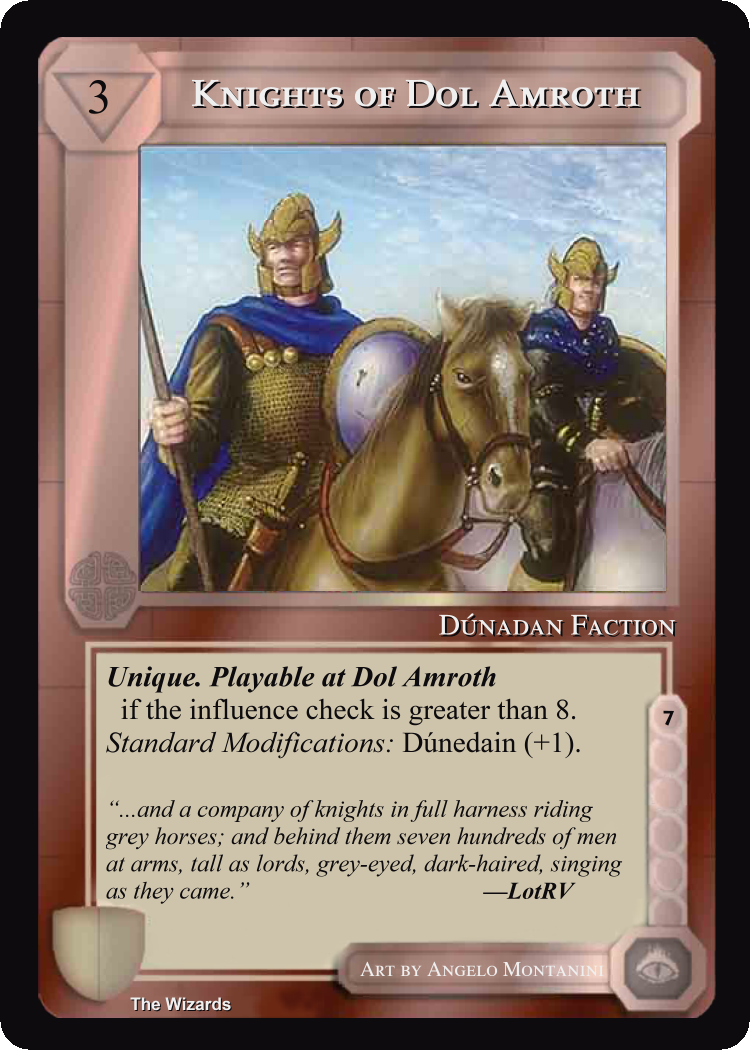 3
Knights of Dol Amroth
Dúnadan Faction
Unique. Playable at Dol Amroth
if the influence check is greater than 8.
Standard Modifications: Dúnedain (+1).
7
“...and a company of knights in full harness riding
grey horses; and behind them seven hundreds of men
at arms, tall as lords, grey-eyed, dark-haired, singing
as they came.” —LotRV
Art by Angelo Montanini
The Wizards